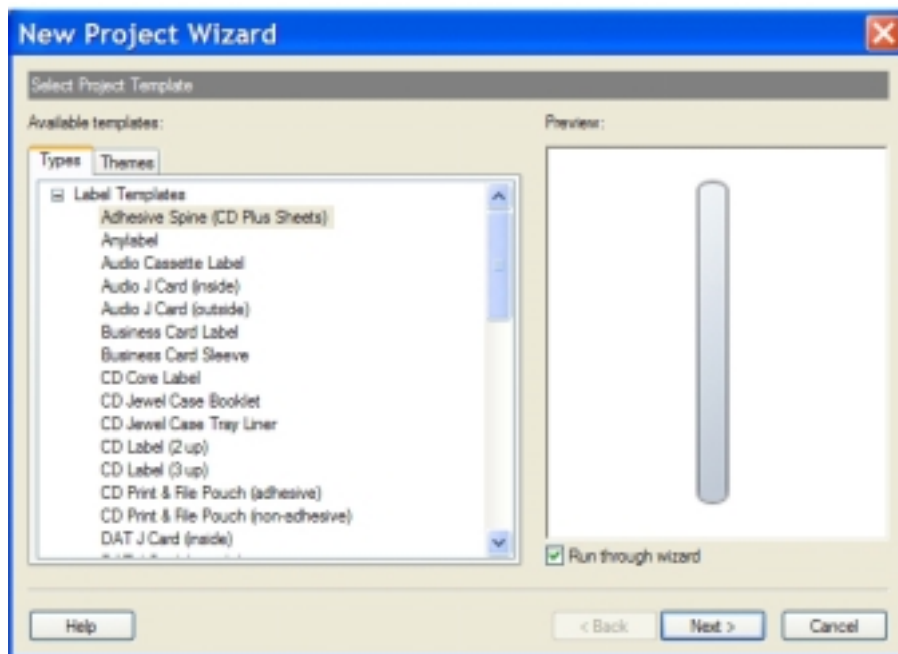 New Project Wizard
Select Project Template
Available templates:
Preview:
Types Themes
Label Templates
Adhesive Spine (CD Plus Sheets)
Anylabel
Audio Cassette Label
Audio J Card (inside)
Audio J Card (outside)
Business Card Label
Business Card Sleeve
CD Core Label
CD Jewel Case Booklet
CD Jewel Case Tray Liner
CD Label (2 up)
CD Label (3 up)
CD Print & File Pouch (adhesive)
CD Print & File Pouch (non-adhesive)
DAT J Card (inside)
Run through wizard
Help
< Back
Next >
Cancel